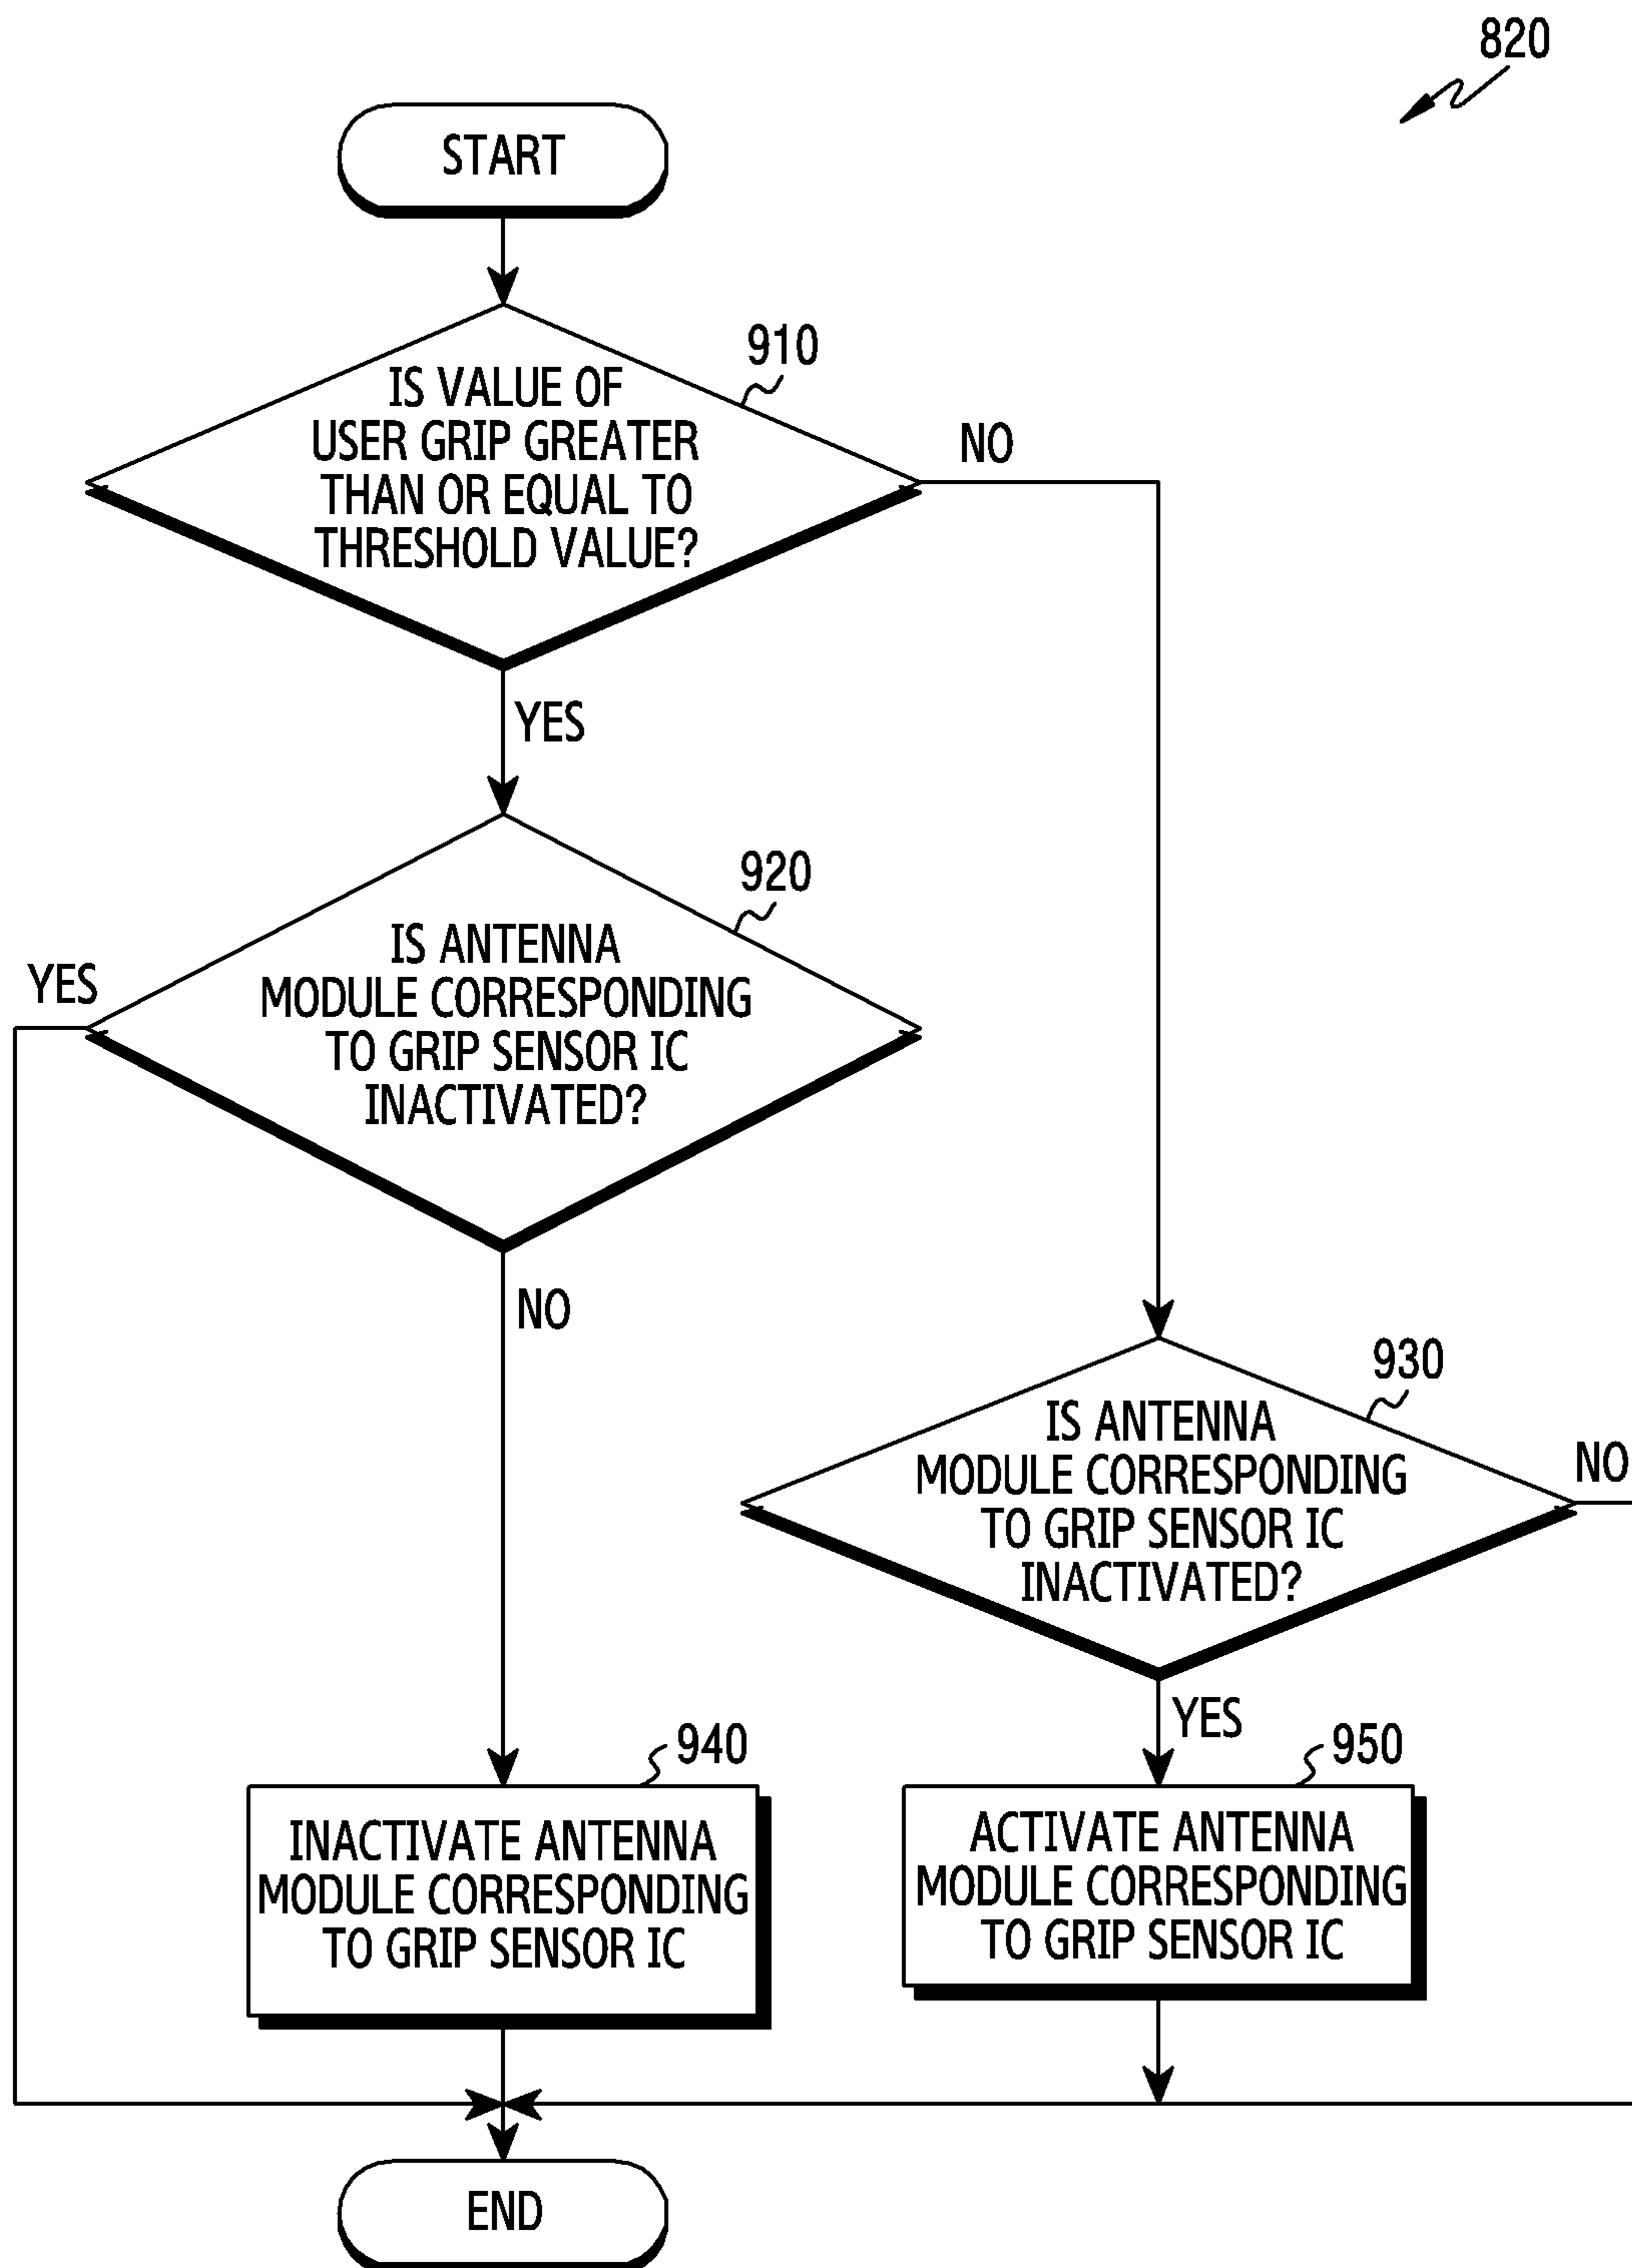 820
START
910
IS VALUE OF
USER GRIP GREATER
THAN OR EQUAL TO
THRESHOLD VALUE?
NO
YES
920
IS ANTENNA
MODULE CORRESPONDING
TO GRIP SENSOR IC
INACTIVATED?
YES
NO
930
IS ANTENNA
MODULE CORRESPONDING
TO GRIP SENSOR IC
INACTIVATED?
NO
YES
940
INACTIVATE ANTENNA
MODULE CORRESPONDING
TO GRIP SENSOR IC
950
ACTIVATE ANTENNA
MODULE CORRESPONDING
TO GRIP SENSOR IC
END